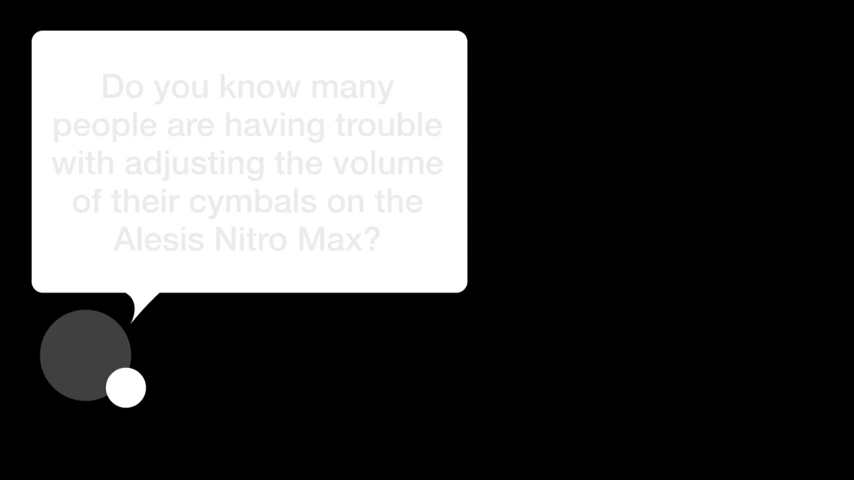 Do you know many
people are having trouble
with adjusting the volume
of their cymbals on the
Alesis Nitro Max?